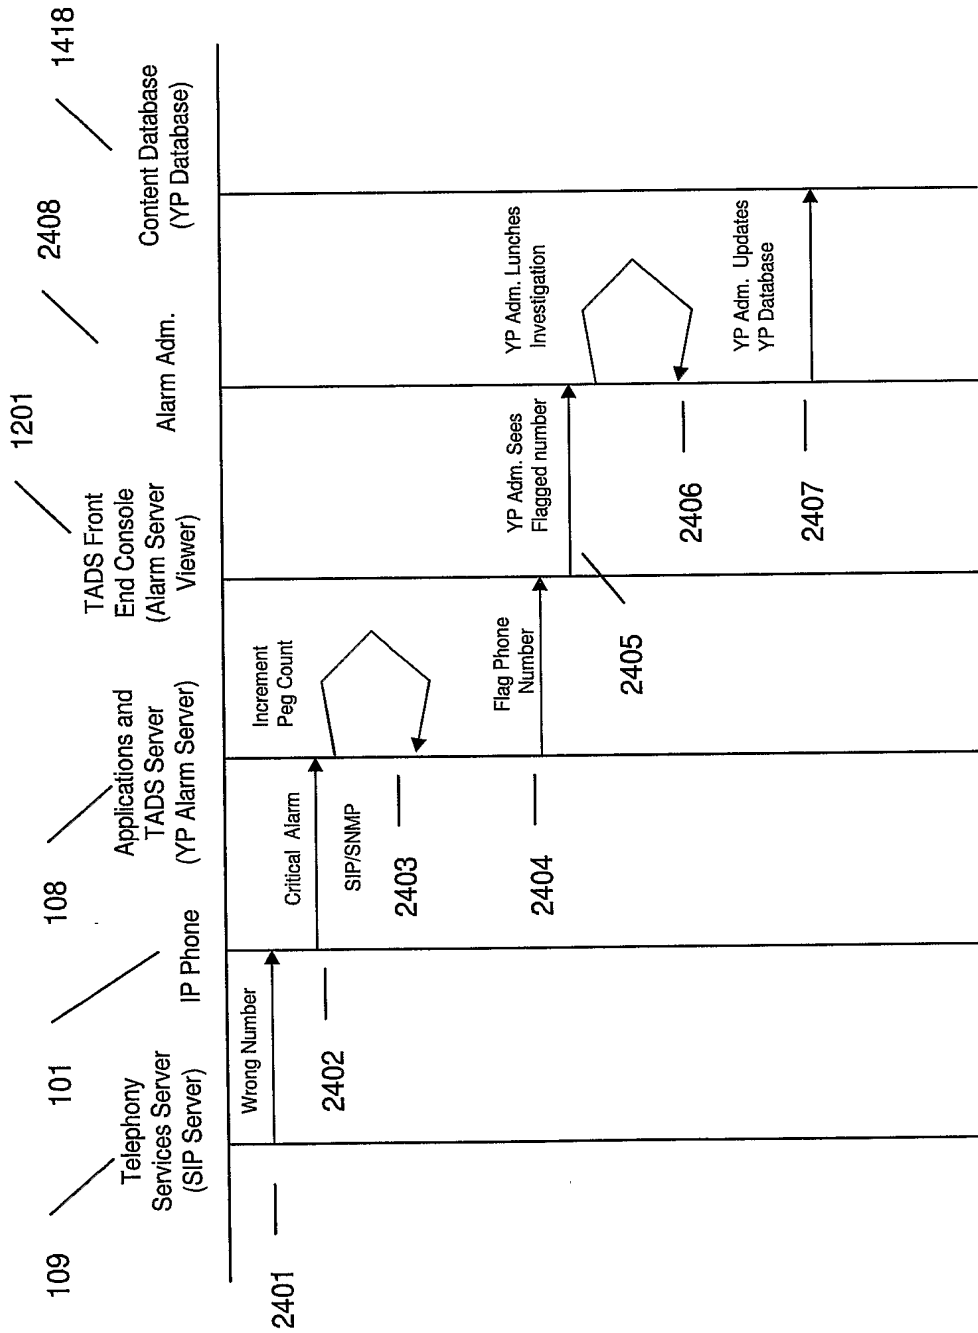 109
Telephony
Services Server
(SIP Server)
101
IP Phone
108
Applications and
TADS Server
(YP Alarm Server)
1201
TADS Front
End Console
(Alarm Server
Viewer)
2408
Alarm Adm.
1418
Content Database
(YP Database)
2401
Wrong Number
2402
Critical Alarm
SIP/SNMP
2403
Increment
Peg Count
2404
Flag Phone
Number
2405
YP Adm. Sees
Flagged number
2406
YP Adm. Lunches
Investigation
2407
YP Adm. Updates
YP Database